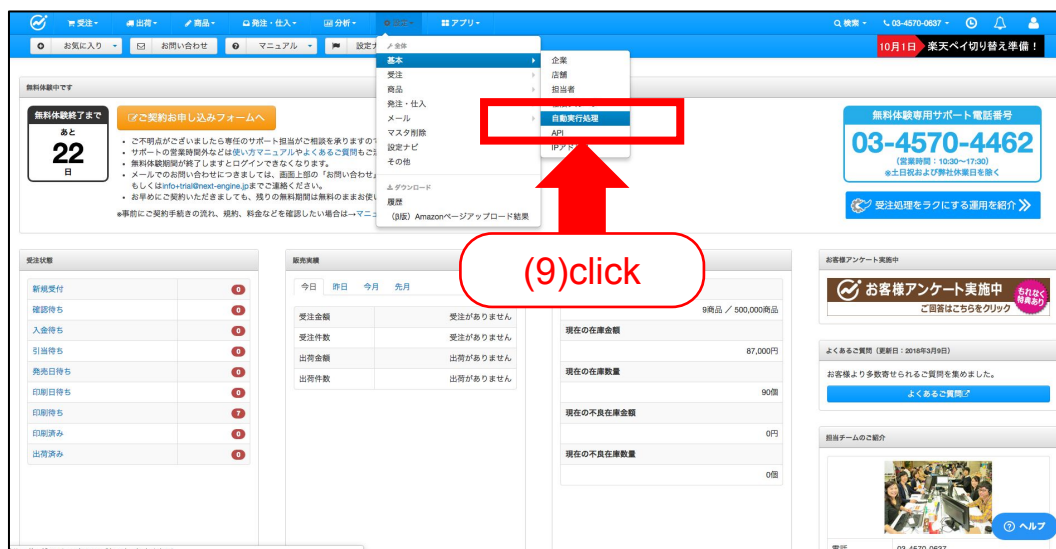 受注
出荷
商品
発注・仕入
分析
アプリ
検索
03-4570-0637
お気に入り
お問い合わせ
マニュアル
設定ナ
10月1日 楽天ペイ切り替え準備！
全体
基本
受注
商品
発注・仕入
メール
マスタ削除
設定ナビ
その他
ダウンロード
履歴
（β版）Amazonページアップロード結果
企業
店舗
担当者
自動実行処理
API
IPアド
(9)click
無料体験中です
無料体験終了まで
あと
22
日
ご契約お申し込みフォームへ
ご不明点がございましたら専任のサポート担当がご相談を承りますの
サポートの営業時間外などは使い方マニュアルやよくあるご質問もご
無料体験期間が終了しますとログインできなくなります。
メールでのお問い合わせにつきましては、画面上部の「お問い合わせ」
もしくはinfo+trial@next-engine.jpまでご連絡ください。
お早めにご契約いただきましても、残りの無料期間は無料のままお使い
※事前にご契約手続きの流れ、規約、料金などを確認したい場合は→マニュ
無料体験専用サポート電話番号
03-4570-4462
（営業時間：10:30〜17:30）
※土日祝および弊社休業日を除く
受注処理をラクにする運用を紹介
受注状態
新規受付 0
確認待ち 0
入金待ち 0
引当待ち 0
発売日待ち 0
印刷日待ち 0
印刷待ち 7
印刷済み 0
出荷済み 0
販売実績
今日 昨日 今月 先月
受注金額 受注がありません
受注件数 受注がありません
出荷金額 出荷がありません
出荷件数 出荷がありません
9商品 / 500,000商品
現在の在庫金額
87,000円
現在の在庫数量
90個
現在の不良在庫金額
0円
現在の不良在庫数量
0個
お客様アンケート実施中
お客様アンケート実施中
ご回答はこちらをクリック
もれなく
特典あり
よくあるご質問（更新日：2018年3月9日）
お客様より多数寄せられるご質問を集めました。
よくあるご質問
担当チームのご紹介
ヘルプ
電話 03-4570-0637